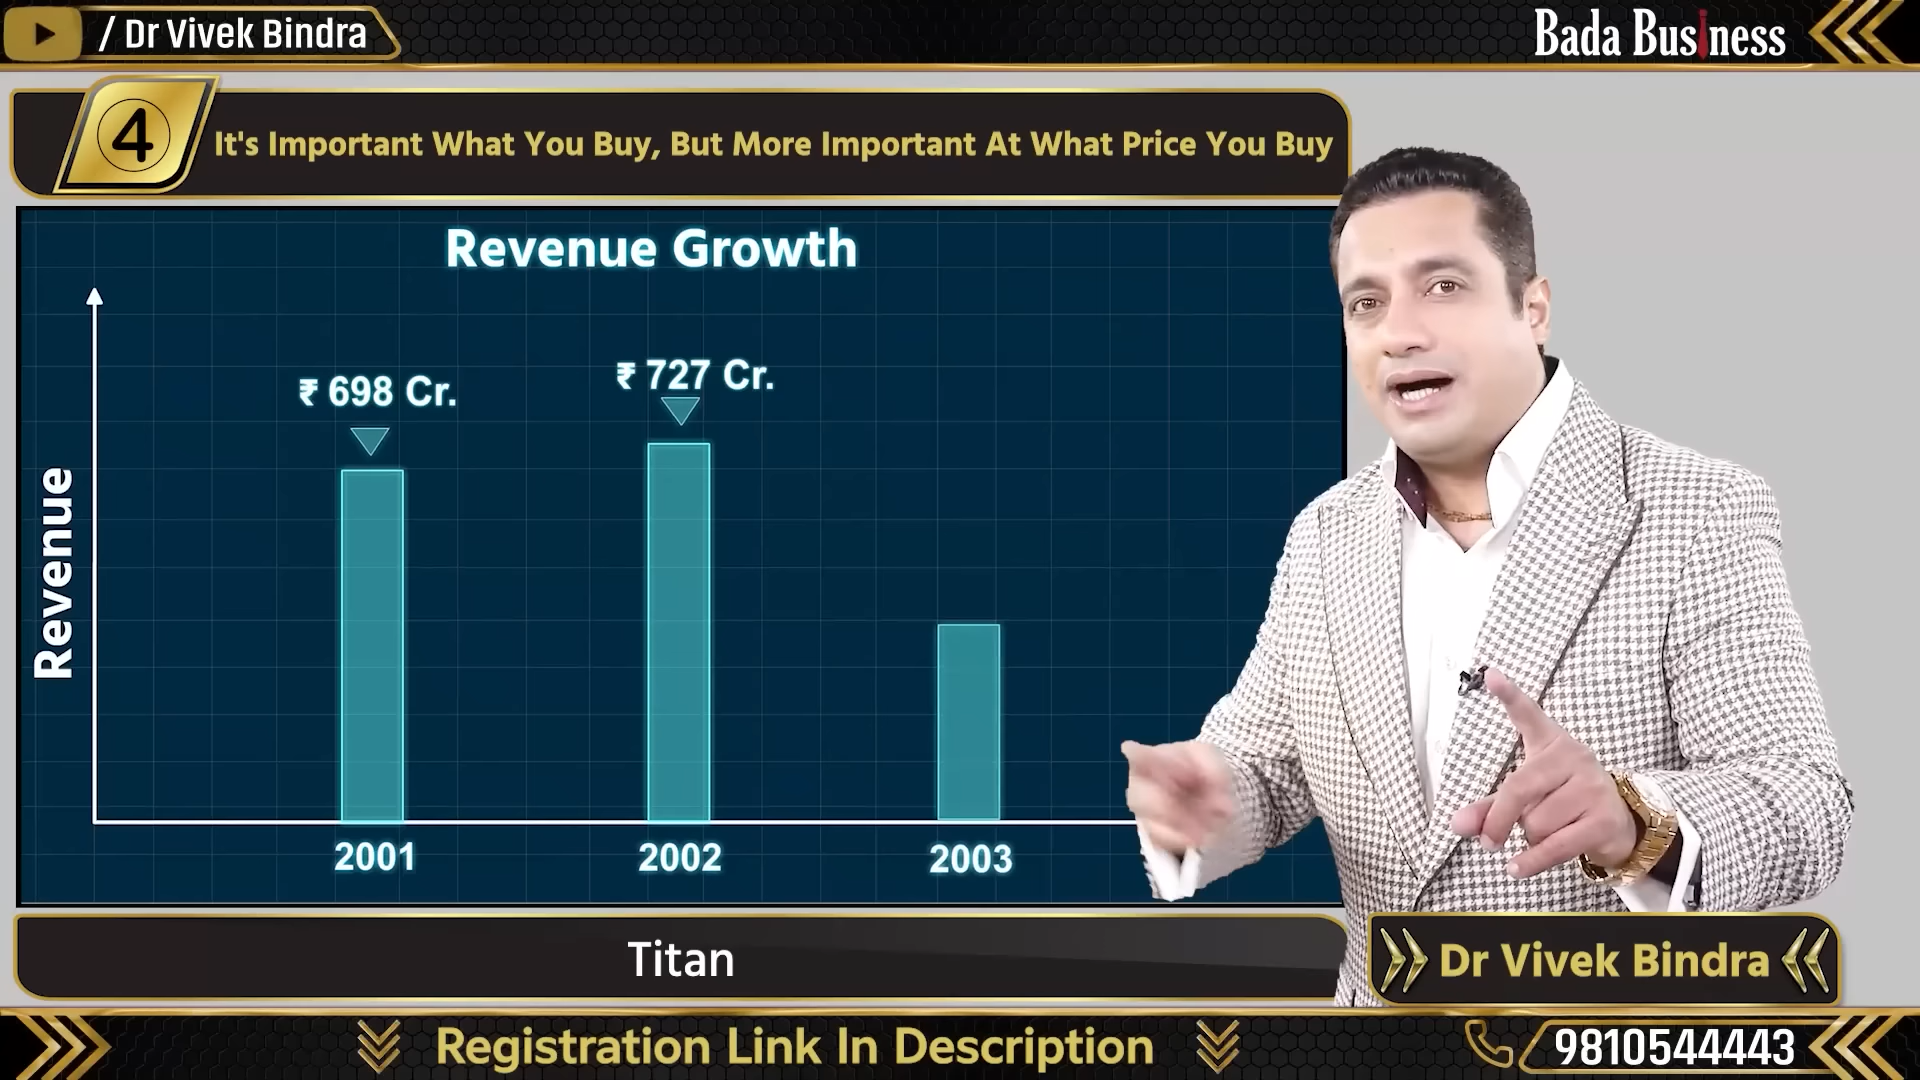 / Dr Vivek Bindra
Bada Business
4
It's Important What You Buy, But More Important At What Price You Buy
Revenue Growth
₹ 698 Cr.
₹ 727 Cr.
Revenue
2001
2002
2003
Titan
Dr Vivek Bindra
Registration Link In Description
9810544443